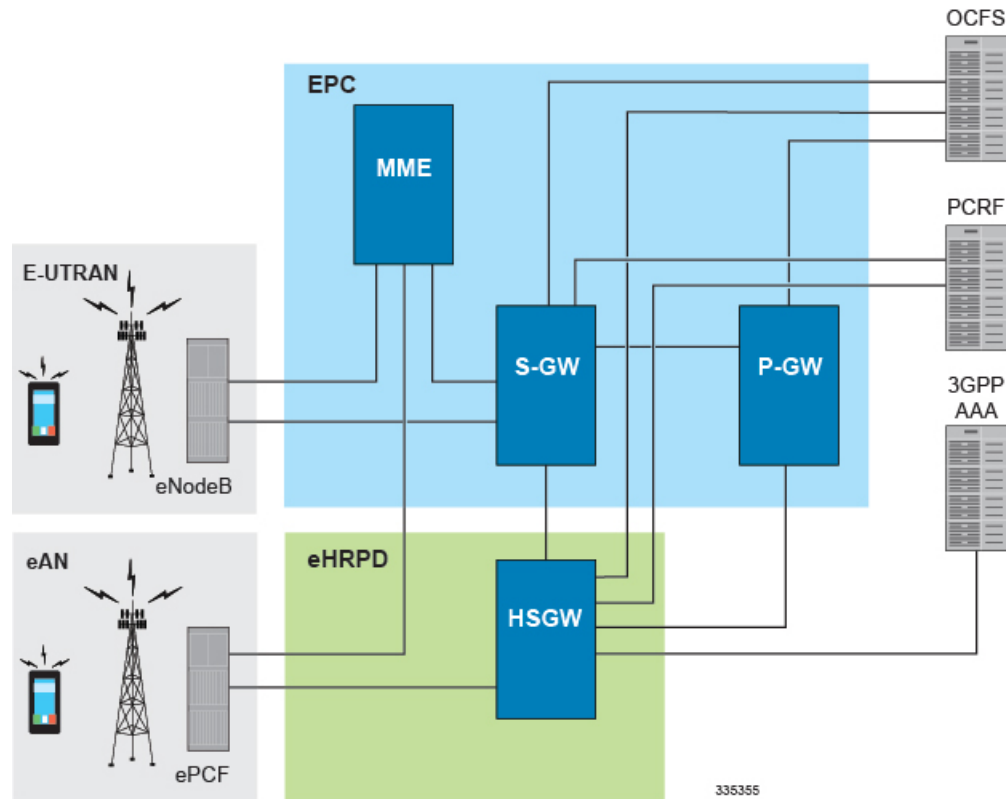 OCFS
EPC
MME
PCRF
E-UTRAN
S-GW
P-GW
3GPP
AAA
eNodeB
eAN
eHRPD
HSGW
ePCF
335355